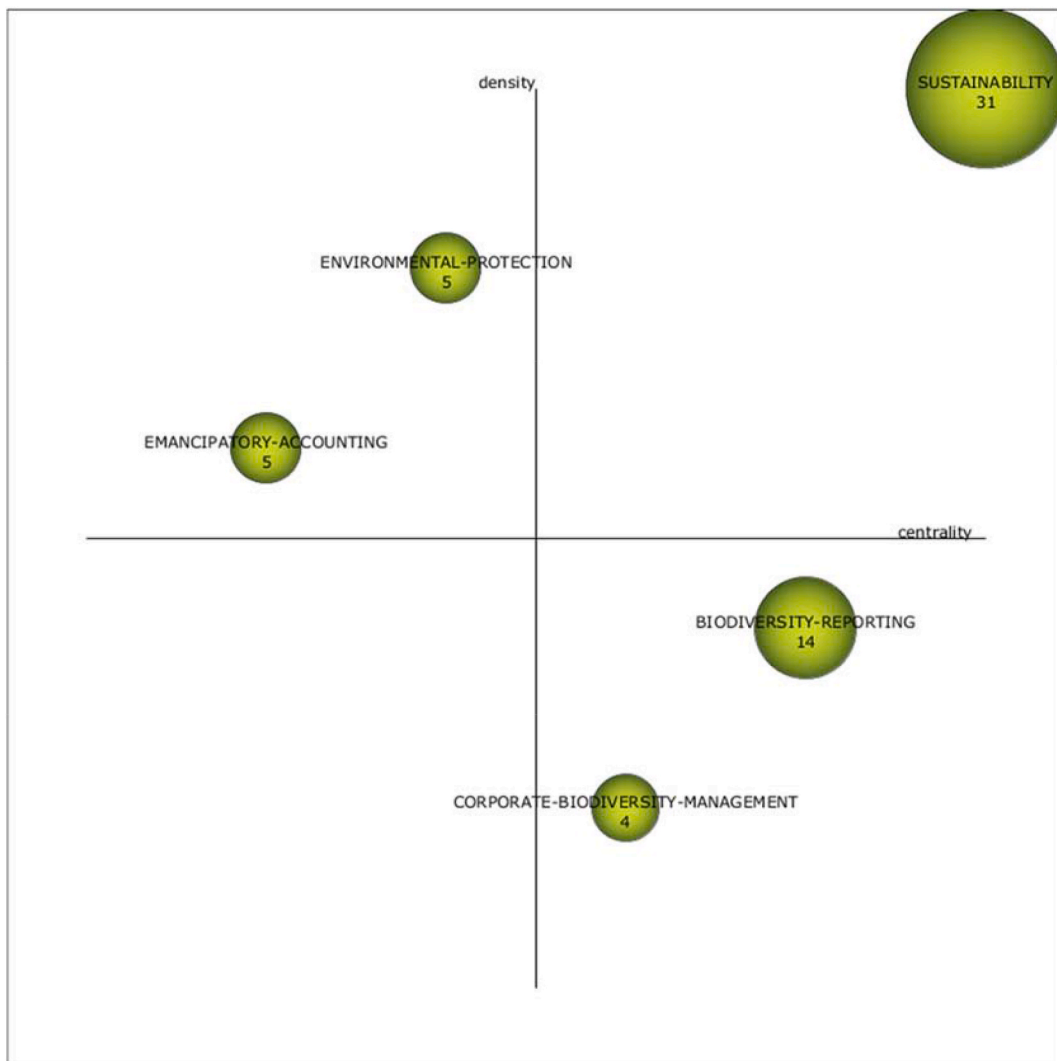 density
SUSTAINABILITY
31
ENVIRONMENTAL-PROTECTION
5
EMANCIPATORY-ACCOUNTING
5
centrality
BIODIVERSITY-REPORTING
14
CORPORATE-BIODIVERSITY-MANAGEMENT
4